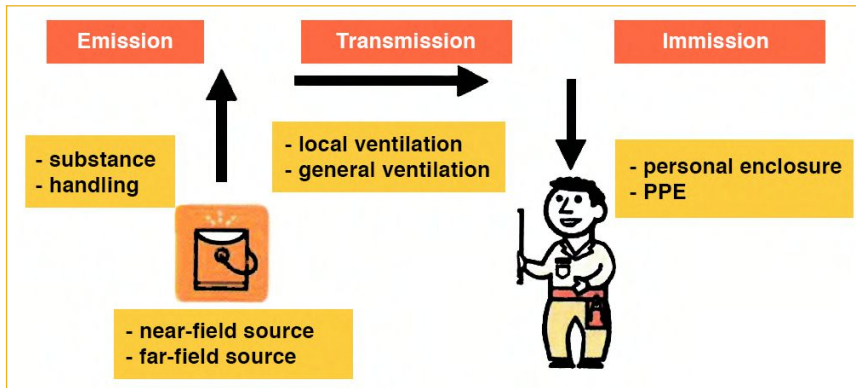 Emission
Transmission
Immission
- substance
- handling
- local ventilation
- general ventilation
- personal enclosure
- PPE
- near-field source
- far-field source